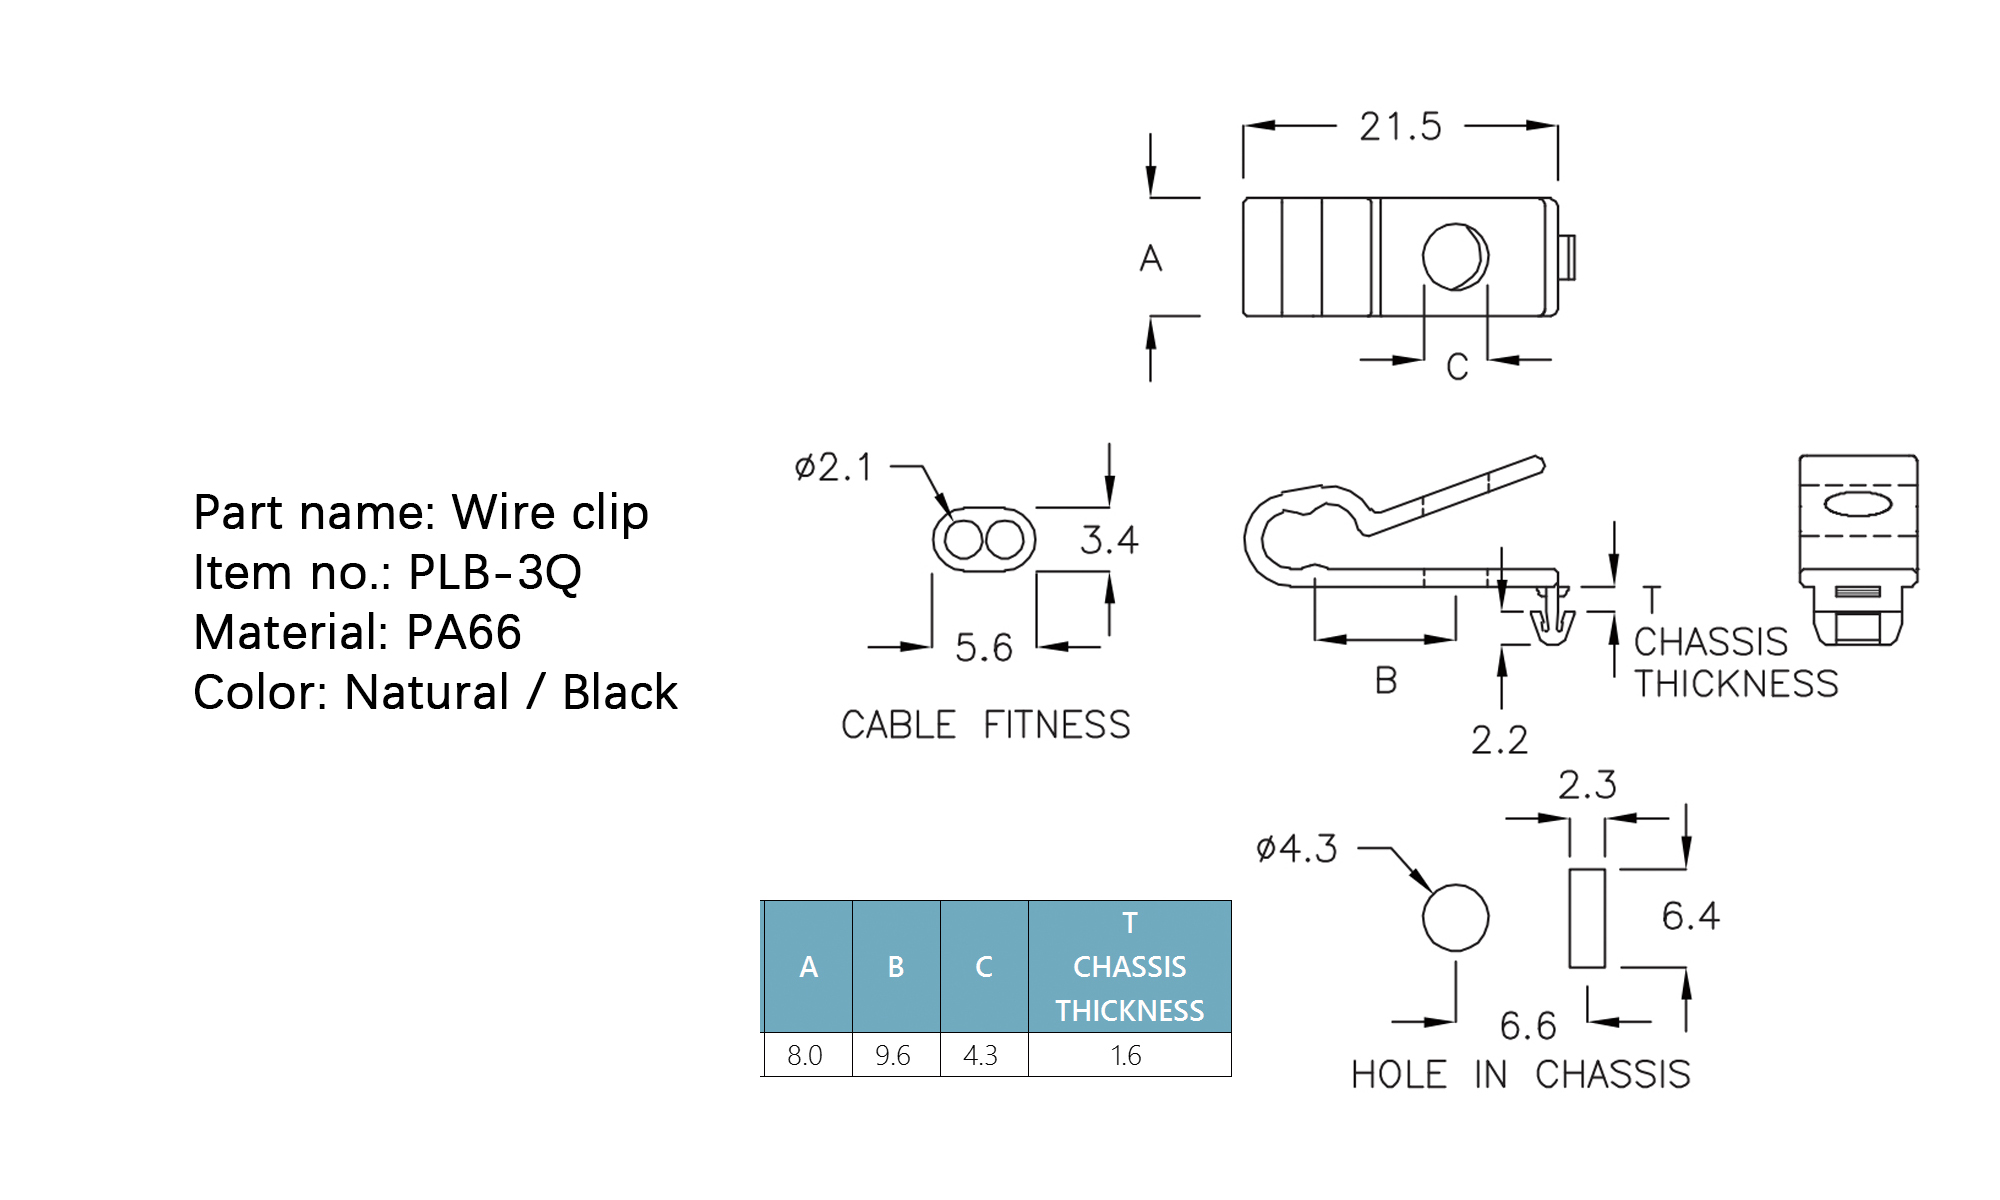 21.5
A
C
ø2.1
3.4
5.6
CABLE FITNESS
Part name: Wire clip
Item no.: PLB-3Q
Material: PA66
Color: Natural / Black
T
CHASSIS
THICKNESS
B
2.2
2.3
ø4.3
6.4
6.6
HOLE IN CHASSIS
A B C T CHASSIS THICKNESS
8.0 9.6 4.3 1.6